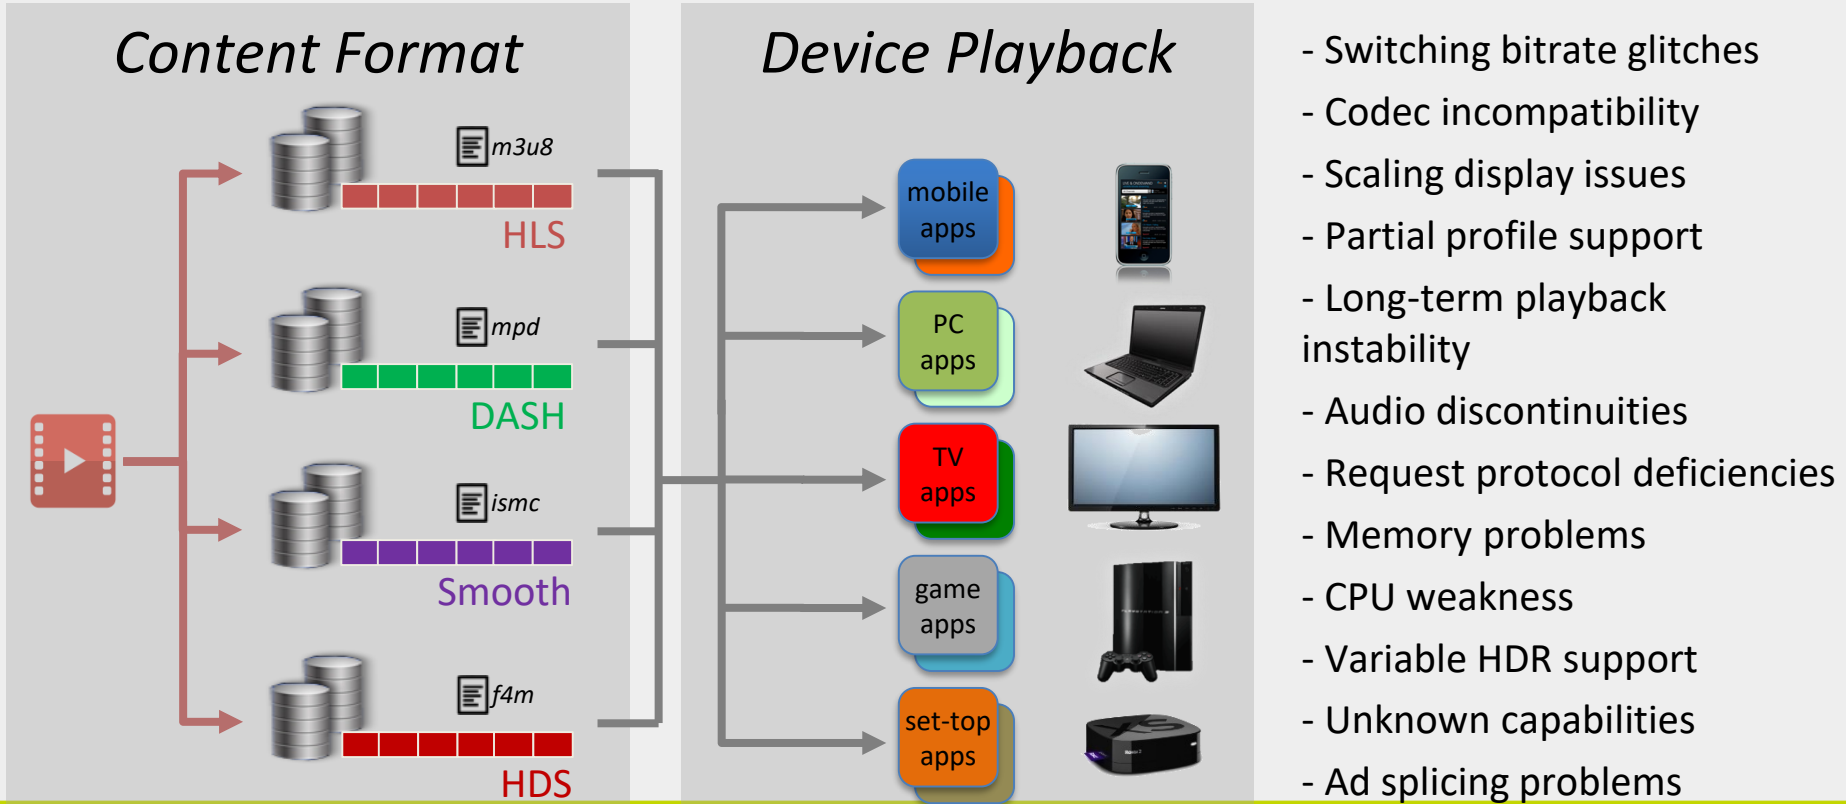 Content Format
m3u8
HLS
mpd
DASH
ismc
Smooth
f4m
HDS
Device Playback
mobile
apps
PC
apps
TV
apps
game
apps
set-top
apps
- Switching bitrate glitches
- Codec incompatibility
- Scaling display issues
- Partial profile support
- Long-term playback
instability
- Audio discontinuities
- Request protocol deficiencies
- Memory problems
- CPU weakness
- Variable HDR support
- Unknown capabilities
- Ad splicing problems